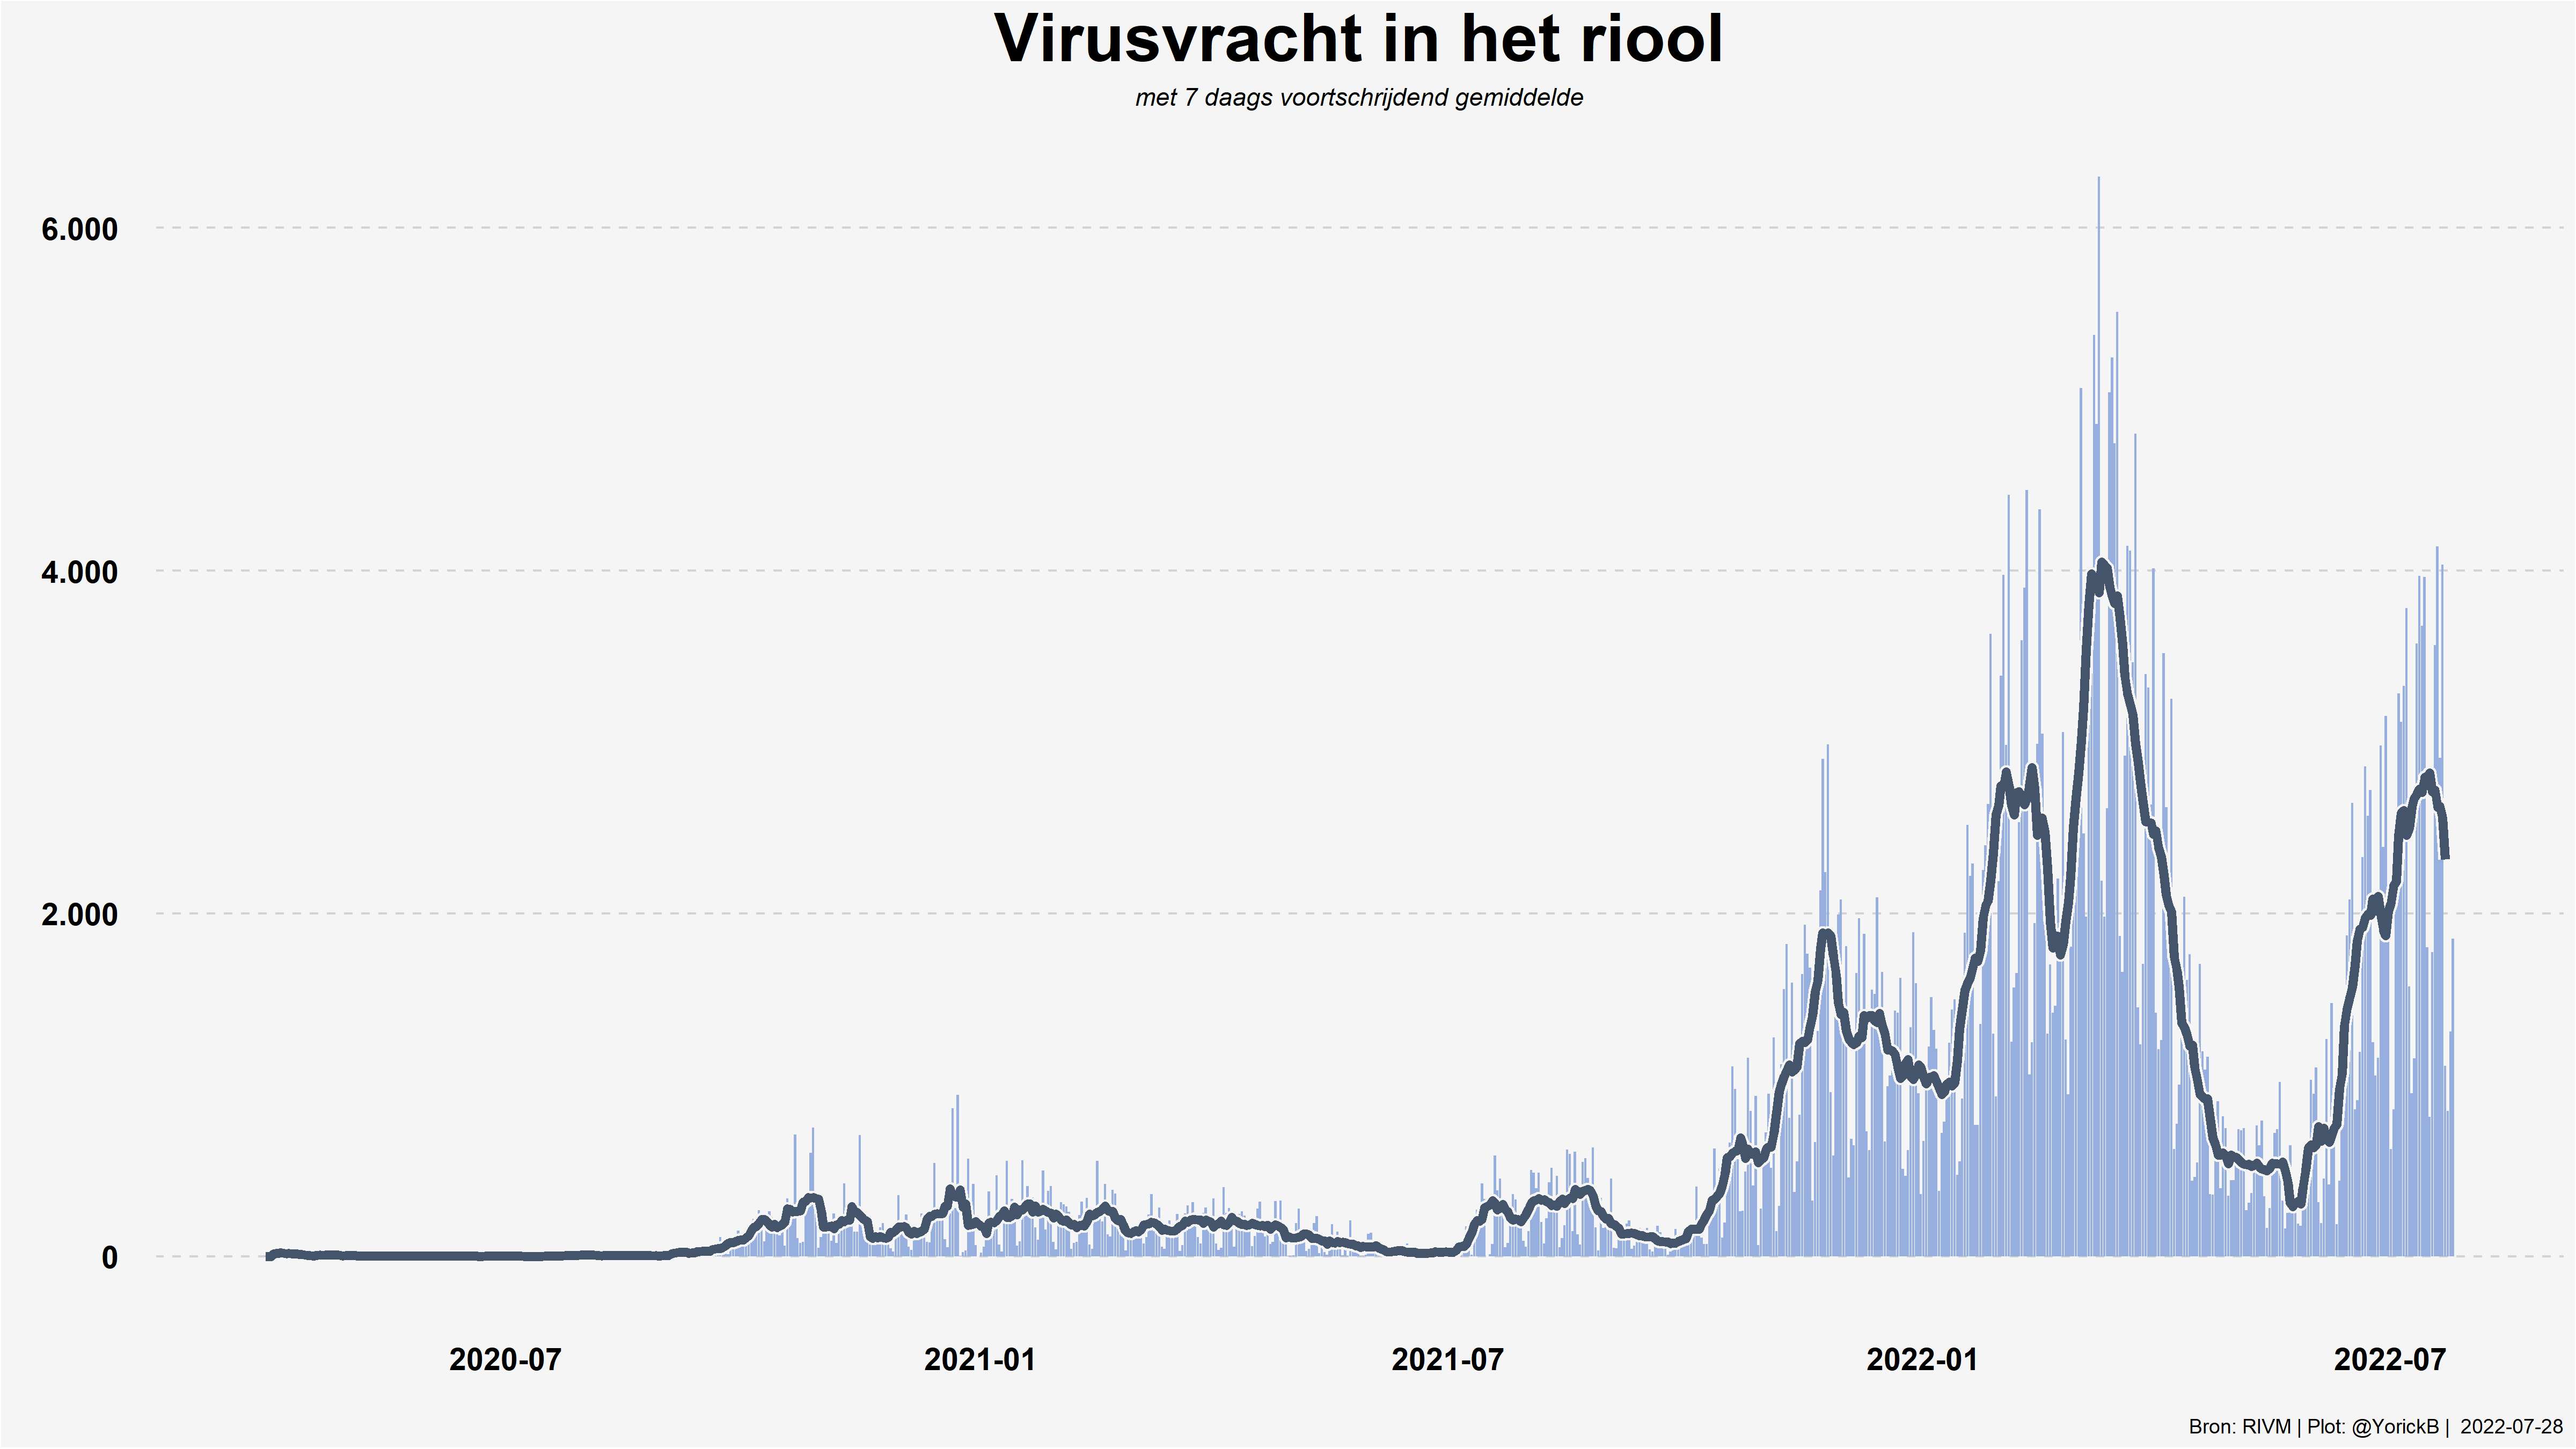 Virusvracht in het riool
met 7 daags voortschrijdend gemiddelde
6.000
4.000
2.000
0
2020-07 2021-01 2021-07 2022-01 2022-07
Bron: RIVM | Plot: @YorickB | 2022-07-28